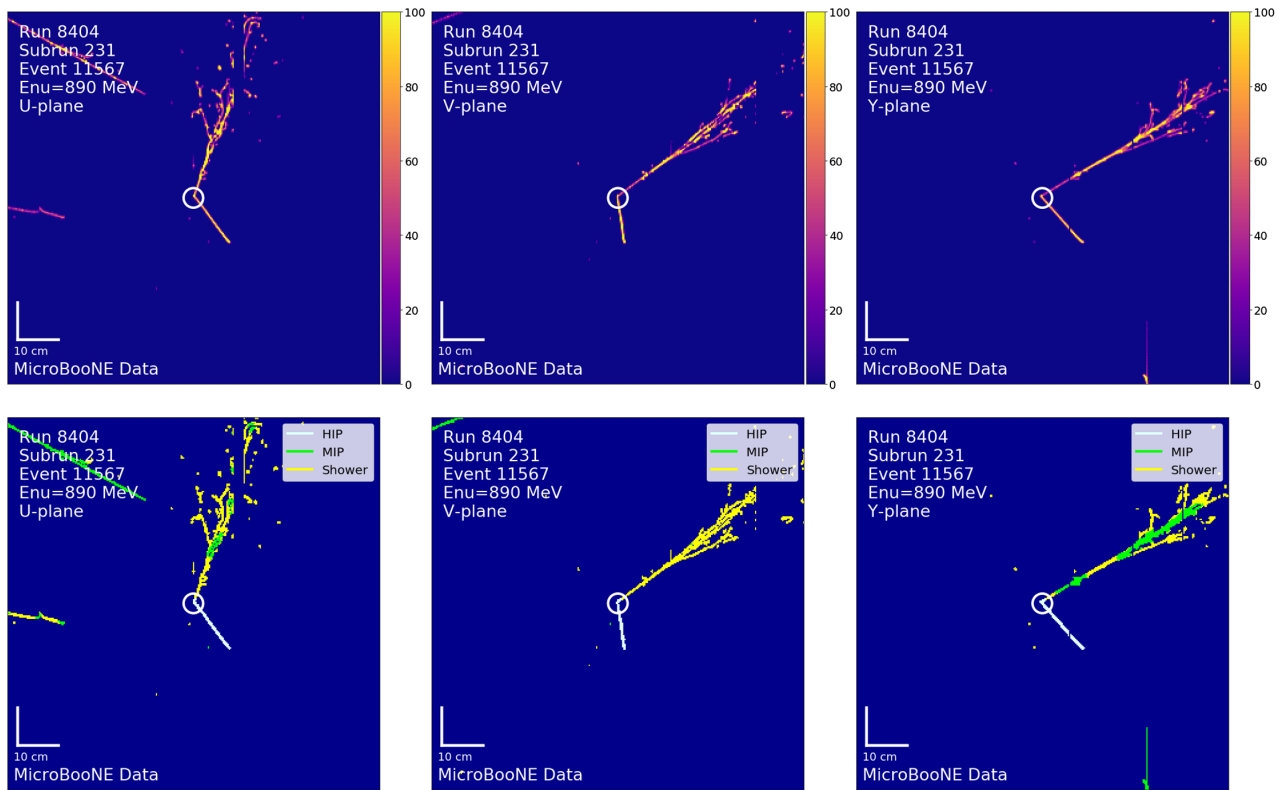 Run 8404
Subrun 231
Event 11567
Enu=890 MeV
U-plane
10 cm
MicroBooNE Data
100
80
60
40
20
0
Run 8404
Subrun 231
Event 11567
Enu=890 MeV
V-plane
10 cm
MicroBooNE Data
100
80
60
40
20
0
Run 8404
Subrun 231
Event 11567
Enu=890 MeV
Y-plane
10 cm
MicroBooNE Data
100
80
60
40
20
0
Run 8404
Subrun 231
Event 11567
Enu=890 MeV
U-plane
HIP
MIP
Shower
10 cm
MicroBooNE Data
Run 8404
Subrun 231
Event 11567
Enu=890 MeV
V-plane
HIP
MIP
Shower
10 cm
MicroBooNE Data
Run 8404
Subrun 231
Event 11567
Enu=890 MeV
Y-plane
HIP
MIP
Shower
10 cm
MicroBooNE Data